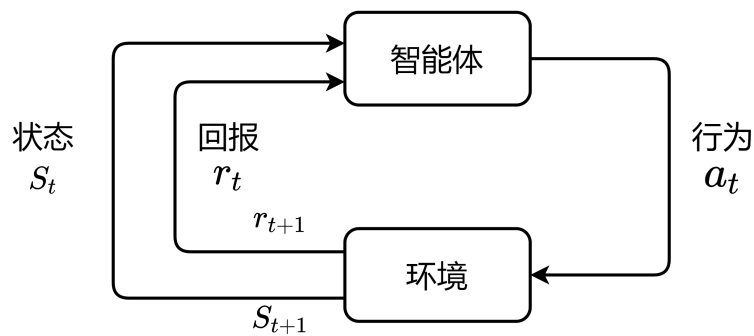 智能体
状态
S_t
回报
r_t
行为
a_t
r_{t+1}
环境
S_{t+1}